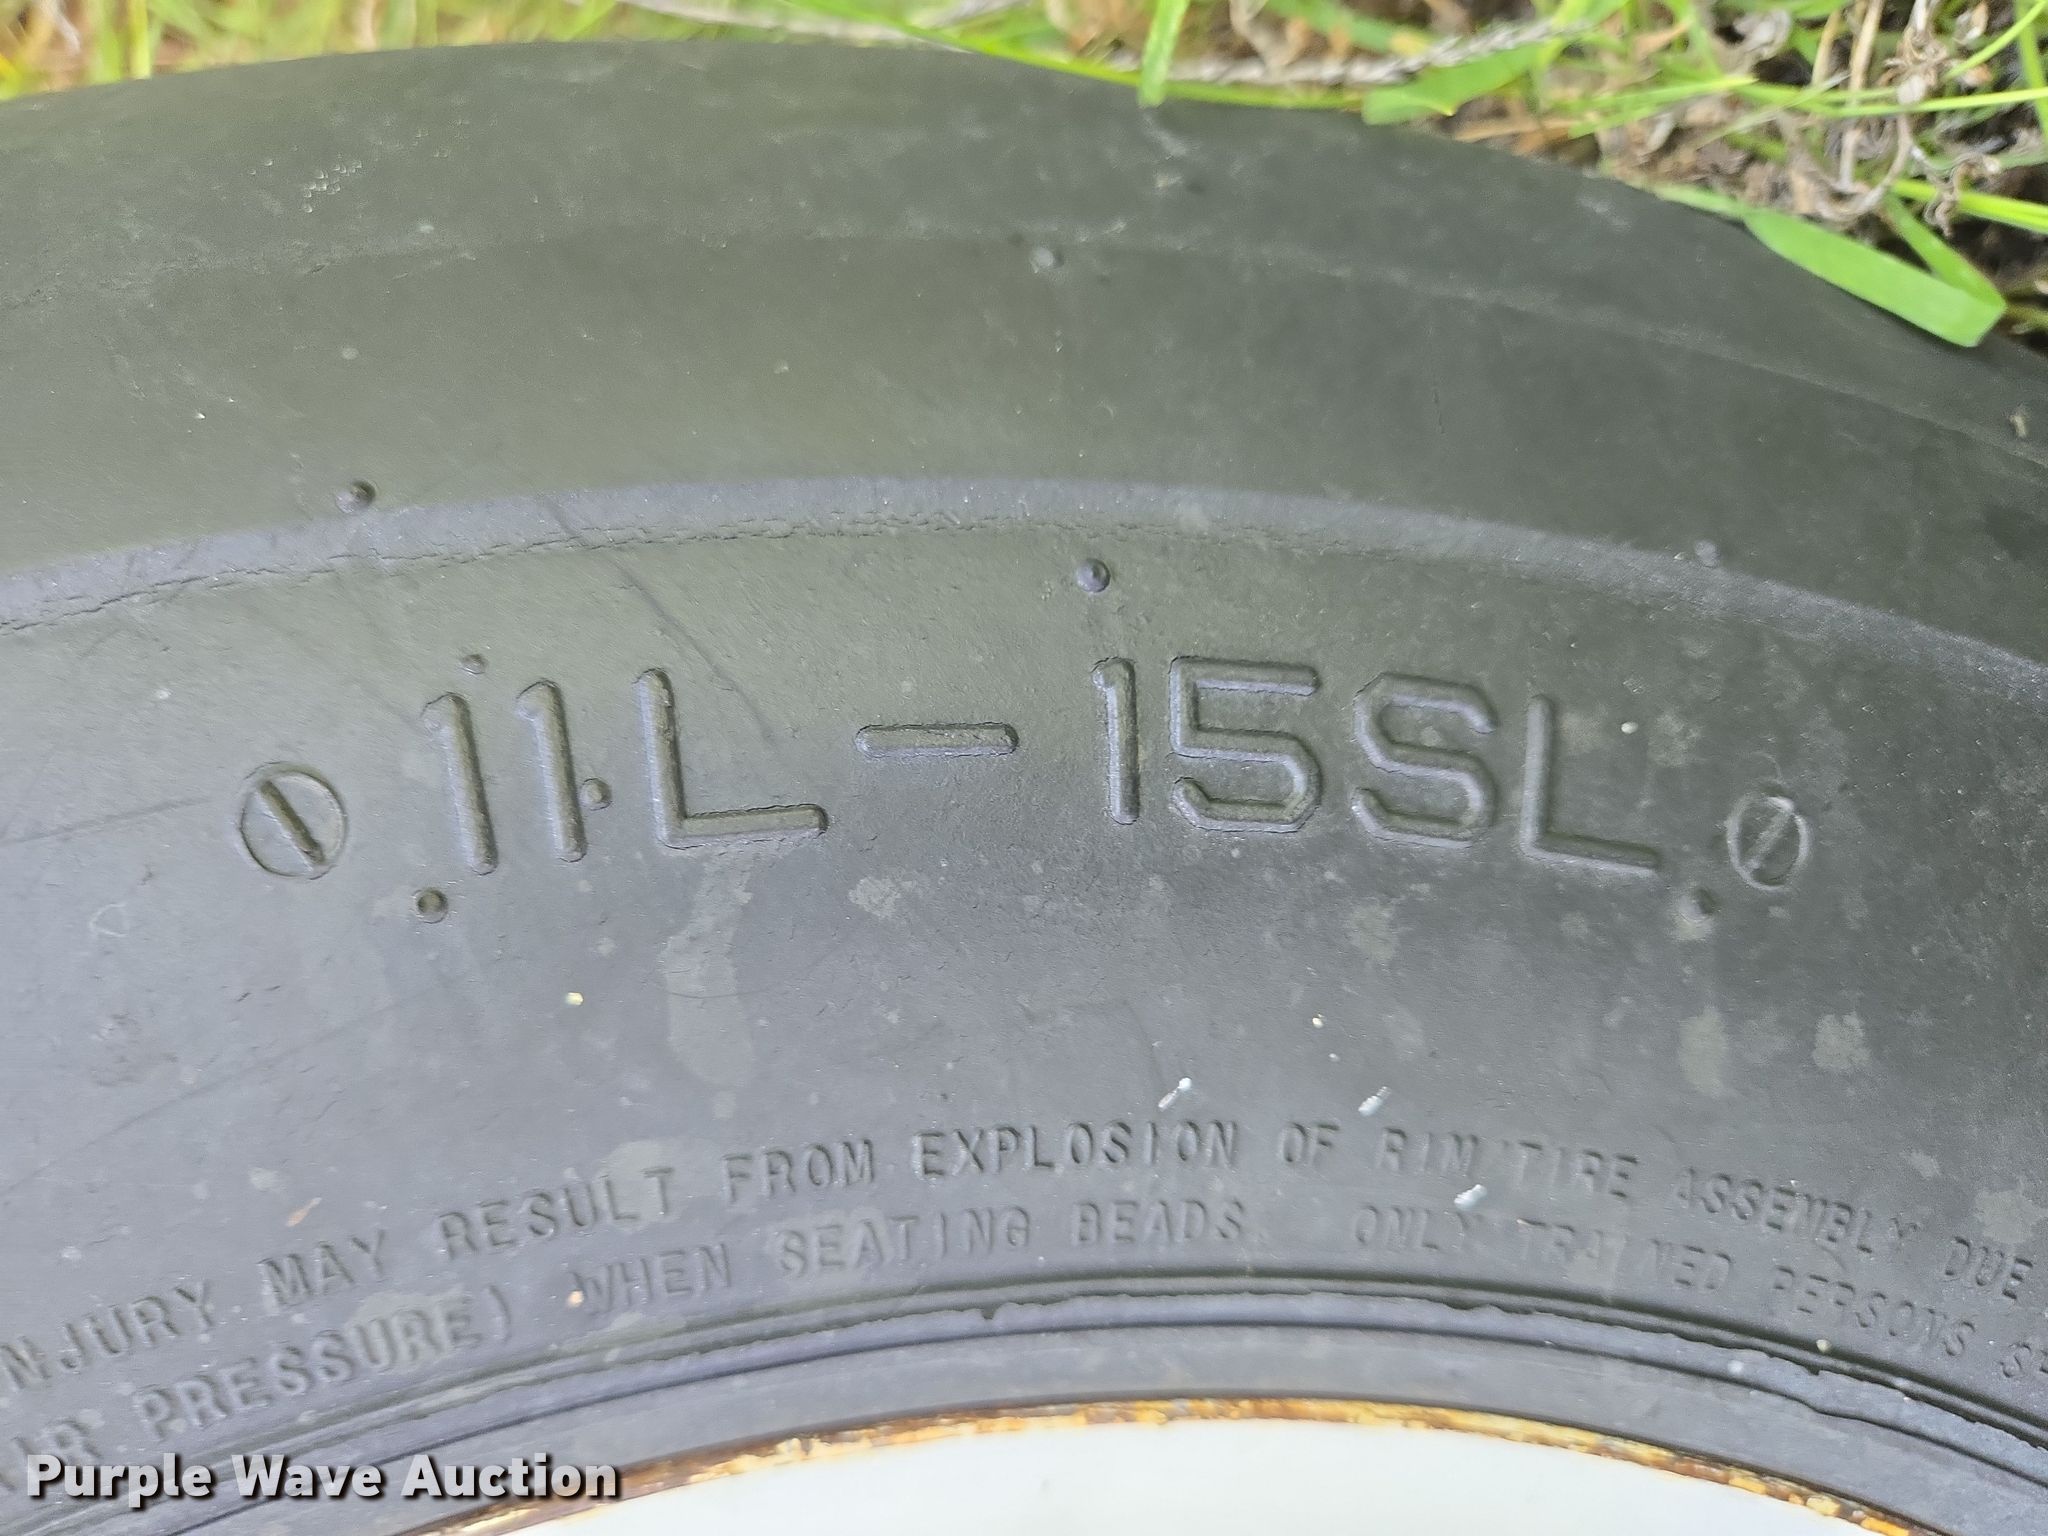 11L-15SL
INJURY MAY RESULT FROM EXPLOSION OF RIM/TIRE ASSEMBLY DUE
AIR PRESSURE) WHEN SEATING BEADS. ONLY TRAINED PERSONS
Purple Wave Auction